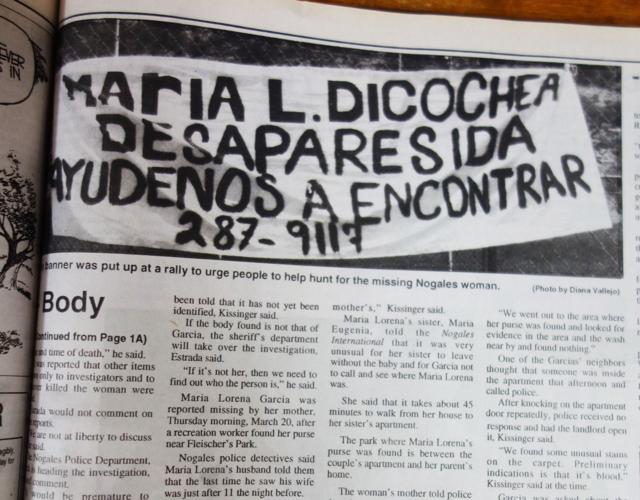 EVER
IN
MARIA L. DICOCHEA
DESAPARESIDA
AYUDENOS A ENCONTRAR
287-9117
banner was put up at a rally to urge people to help hunt for the missing Nogales woman.
(Photo by Diana Vallejo)
Body
ontinued from Page 1A)
and time of death," he said.
was reported that other items
only to investigators and to
er killed the woman were
rada would not comment on
reports.
are not at liberty to discuss
said.
Nogales Police Department,
is heading the investigation,
comment.
would be premature to
been told that it has not yet been
identified, Kissinger said.
If the body found is not that of
Garcia, the sheriff's department
will take over the investigation,
Estrada said.
"If it's not her, then we need to
find out who the person is," he said.
Maria Lorena Garcia was
reported missing by her mother,
Thursday morning, March 20, after
a recreation worker found her purse
near Fleischer's Park.
Nogales police detectives said
Maria Lorena's husband told them
that the last time he saw his wife
was just after 11 the night before.
mother's," Kissinger said.
Maria Lorena's sister, Maria
Eugenia, told the Nogales
International that it was very
unusual for her sister to leave
without the baby and for Garcia not
to call and see where Maria Lorena
was.
She said that it takes about 45
minutes to walk from her house to
her sister's apartment.
The park where Maria Lorena's
purse was found is between the
couple's apartment and her parent's
home.
The woman's mother told police
"We went out to the area where
her purse was found and looked for
evidence in the area and the wash
near by and found nothing."
One of the Garcias' neighbors
thought that someone was inside
the apartment that afternoon and
called police.
After knocking on the apartment
door repeatedly, police received no
response and had the landlord open
it, Kissinger said.
"We found some unusual stains
on the carpet. Preliminary
indications is that it's blood,"
Kissinger said at the time.